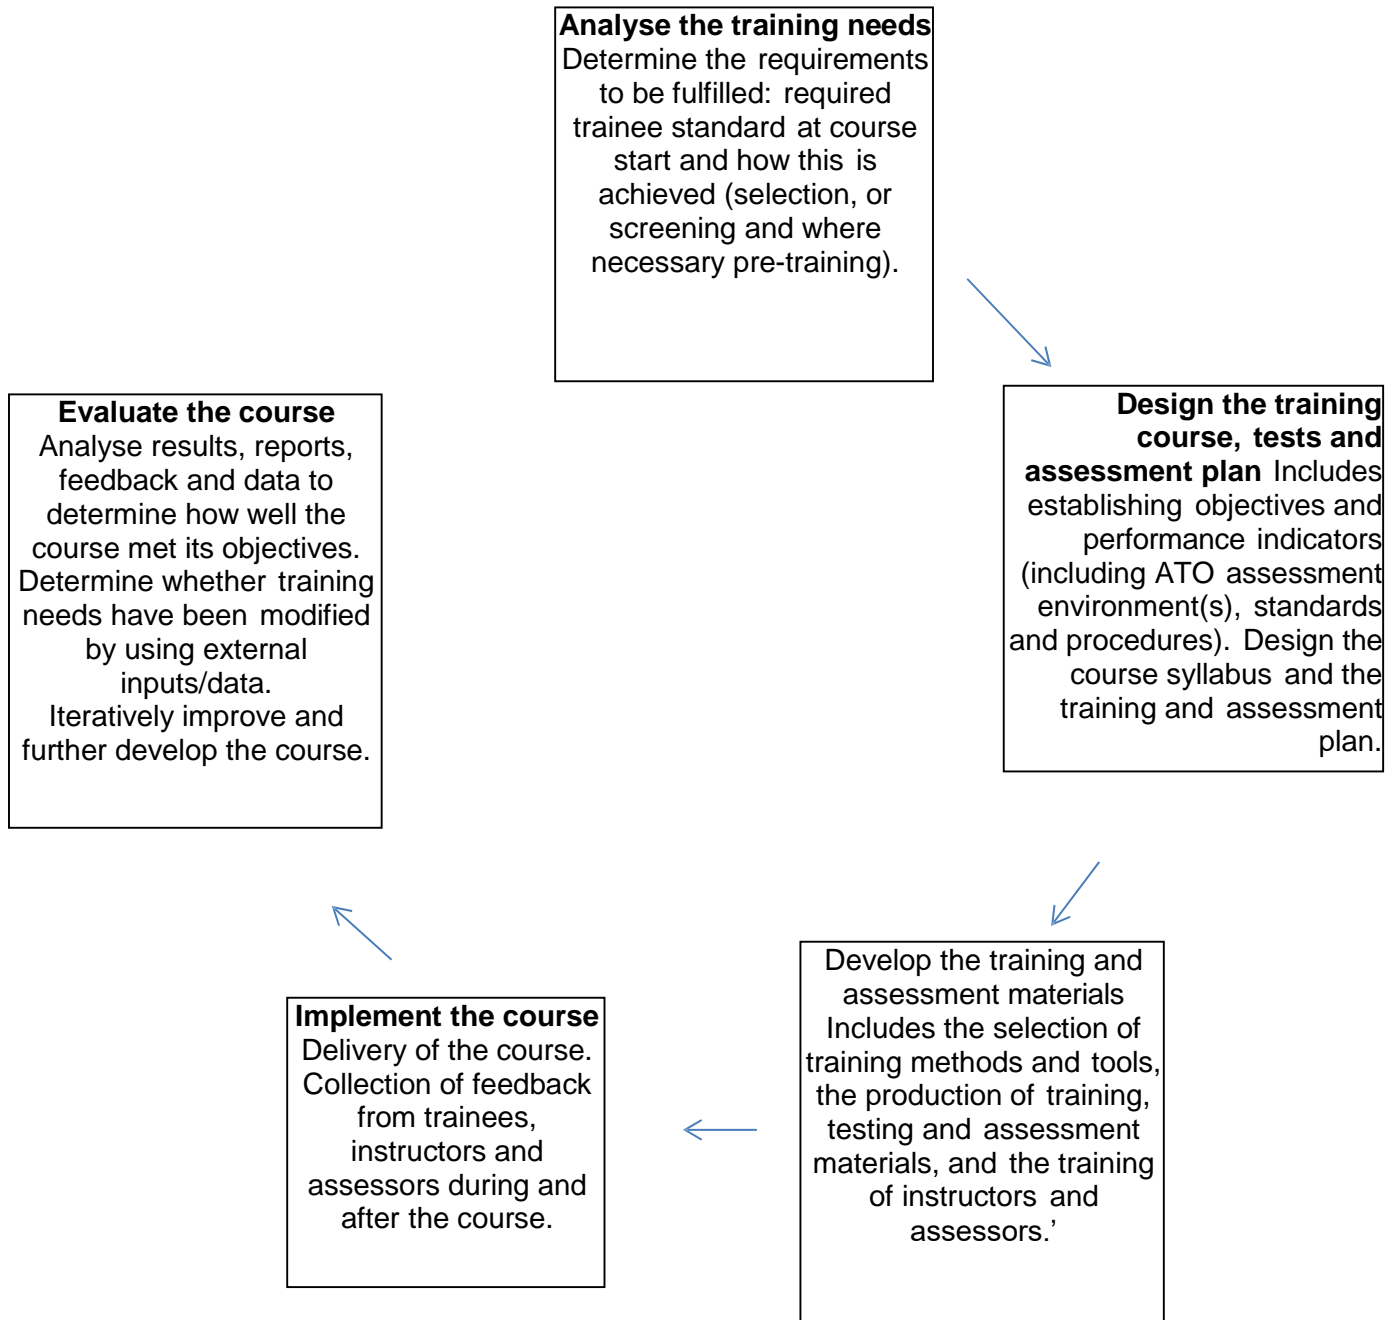 Analyse the training needs
Determine the requirements
to be fulfilled: required
trainee standard at course
start and how this is
achieved (selection, or
screening and where
necessary pre-training).
Design the training
course, tests and
assessment plan Includes
establishing objectives and
performance indicators
(including ATO assessment
environment(s), standards
and procedures). Design the
course syllabus and the
training and assessment
plan.
Develop the training and
assessment materials
Includes the selection of
training methods and tools,
the production of training,
testing and assessment
materials, and the training
of instructors and
assessors.’
Implement the course
Delivery of the course.
Collection of feedback
from trainees,
instructors and
assessors during and
after the course.
Evaluate the course
Analyse results, reports,
feedback and data to
determine how well the
course met its objectives.
Determine whether training
needs have been modified
by using external
inputs/data.
Iteratively improve and
further develop the course.